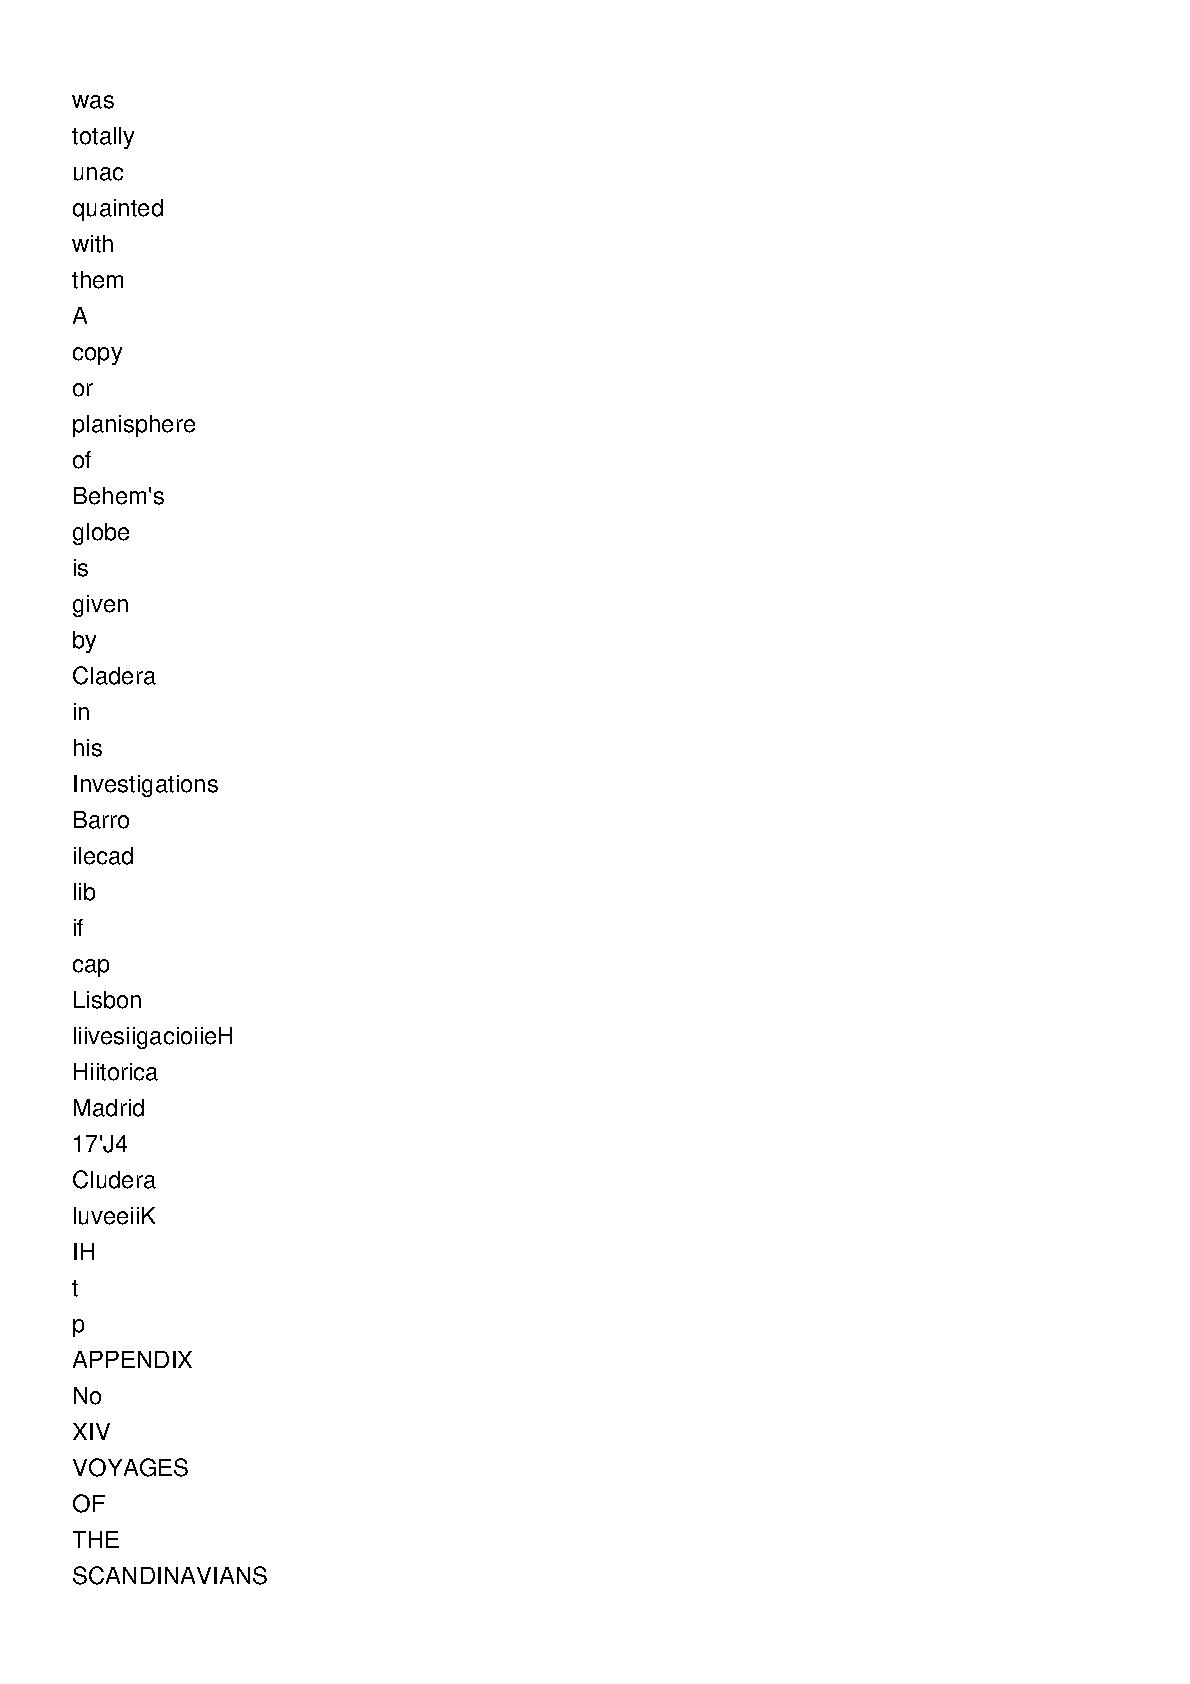 was
totally
unac
quainted
with
them
A
copy
or
planisphere
of
Behem's
globe
is
given
by
Cladera
in
his
Investigations
Barro
ilecad
lib
if
cap
Lisbon
liivesiigacioiieH
Hiitorica
Madrid
17'J4
Cludera
luveeiiK
IH
t
p
APPENDIX
No
XIV
VOYAGES
OF
THE
SCANDINAVIANS